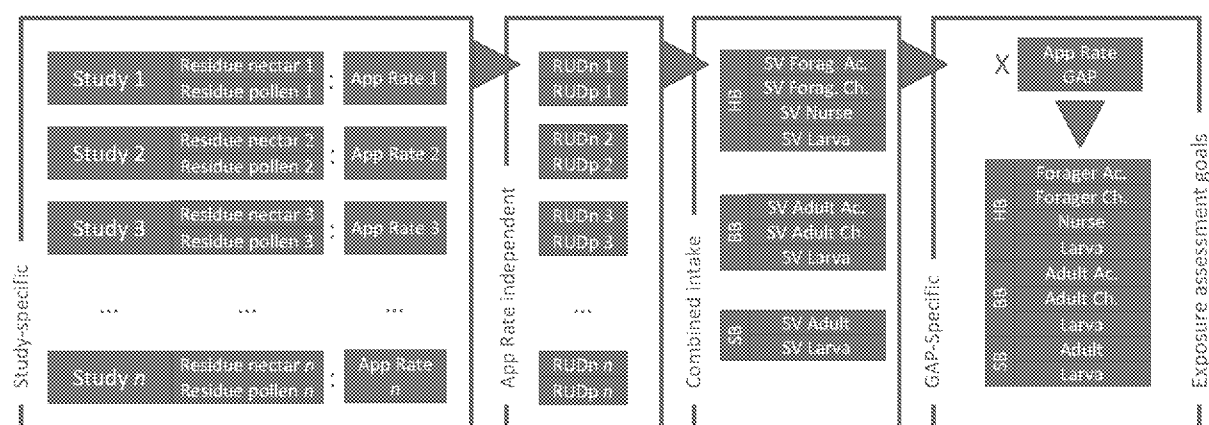 Study-specific
Study 1
Residue nectar 1
Residue pollen 1
:
App Rate 1
Study 2
Residue nectar 2
Residue pollen 2
:
App Rate 2
Study 3
Residue nectar 3
Residue pollen 3
:
App Rate 3
...
...
...
Study n
Residue nectar n
Residue pollen n
:
App Rate
n
App Rate independent
RUDn 1
RUDp 1
RUDn 2
RUDp 2
RUDn 3
RUDp 3
...
RUDn n
RUDp n
Combined intake
HB
SV Forag. Ac.
SV Forag. Ch.
SV Nurse
SV Larva
BB
SV Adult Ac.
SV Adult Ch.
SV Larva
SB
SV Adult
SV Larva
GAP-Specific
X
App Rate
GAP
HB
Forager Ac.
Forager Ch.
Nurse
Larva
BB
Adult Ac.
Adult Ch.
Larva
SB
Adult
Larva
Exposure assessment goals